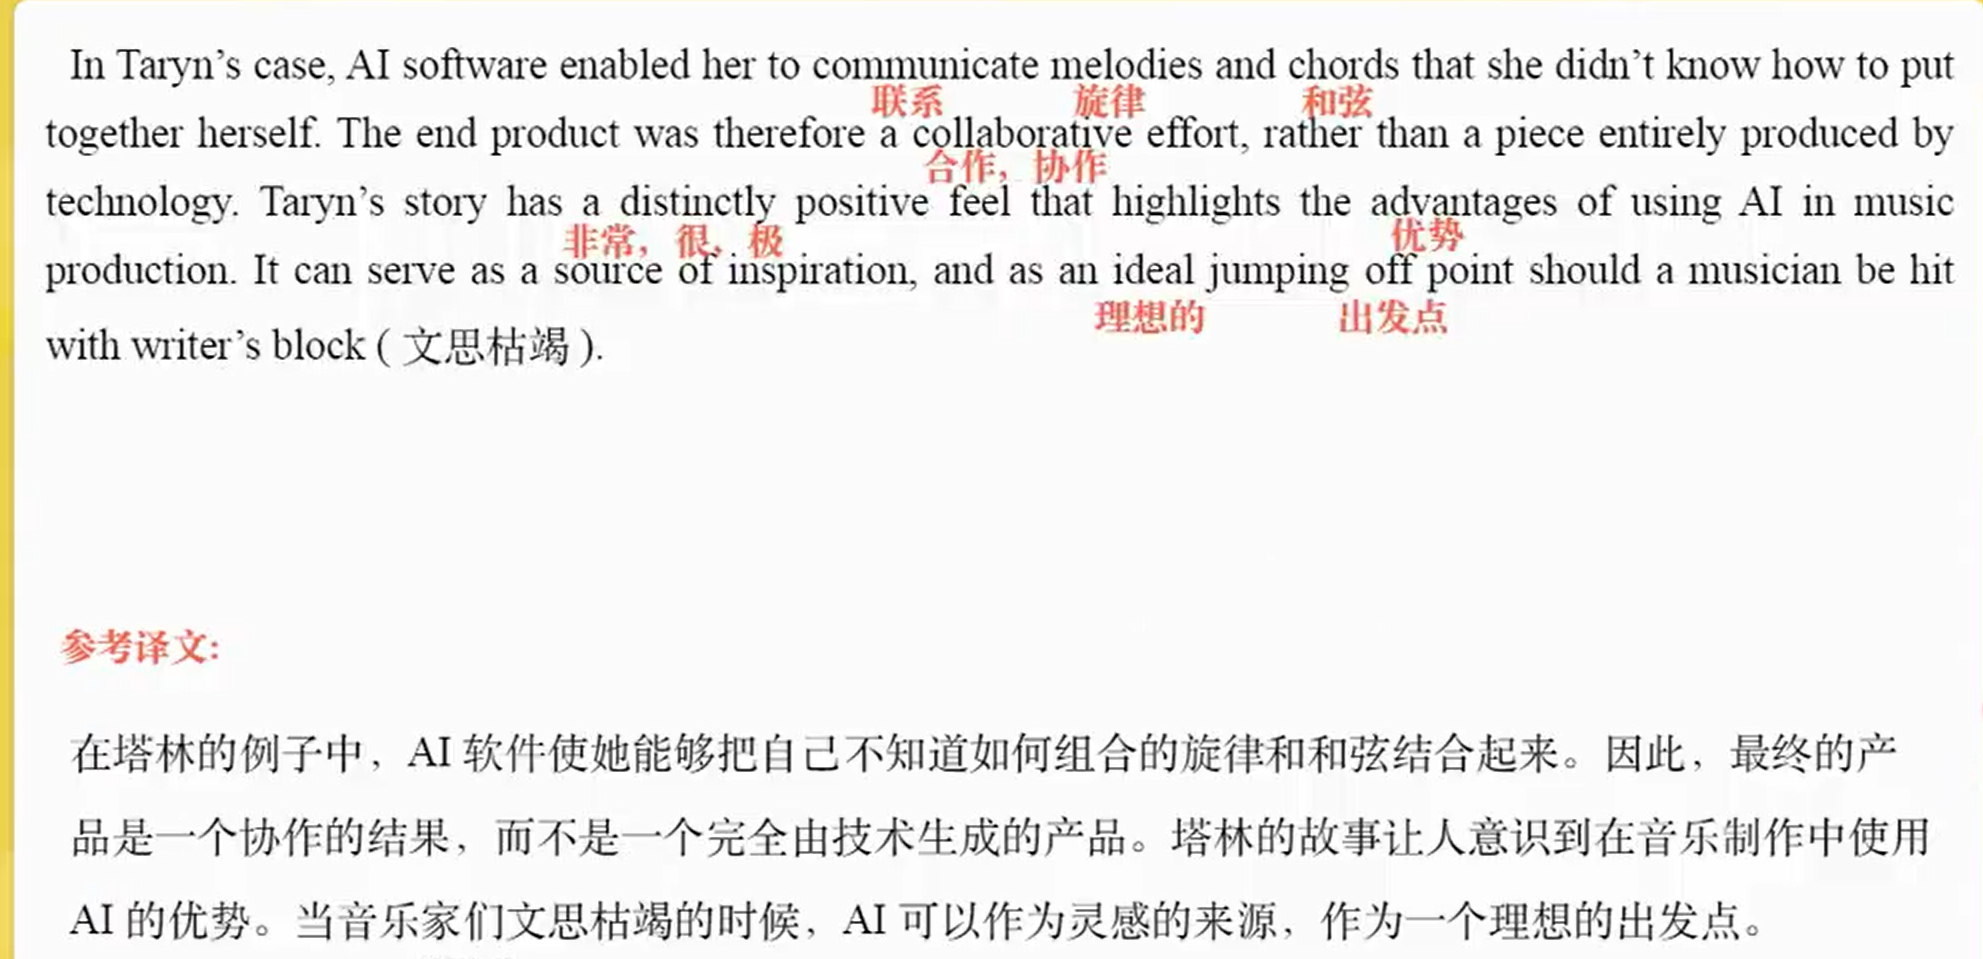 In Taryn’s case, AI software enabled her to communicate melodies and chords that she didn’t know how to put
联系 旋律 和弦
together herself. The end product was therefore a collaborative effort, rather than a piece entirely produced by
合作，协作
technology. Taryn’s story has a distinctly positive feel that highlights the advantages of using AI in music
非常，很，极 优势
production. It can serve as a source of inspiration, and as an ideal jumping off point should a musician be hit
理想的 出发点
with writer’s block ( 文思枯竭 ).
参考译文:
在塔林的例子中，AI 软件使她能够把自己不知道如何组合的旋律和和弦结合起来。因此，最终的产
品是一个协作的结果，而不是一个完全由技术生成的产品。塔林的故事让人意识到在音乐制作中使用
AI 的优势。当音乐家们文思枯竭的时候，AI 可以作为灵感的来源，作为一个理想的出发点。